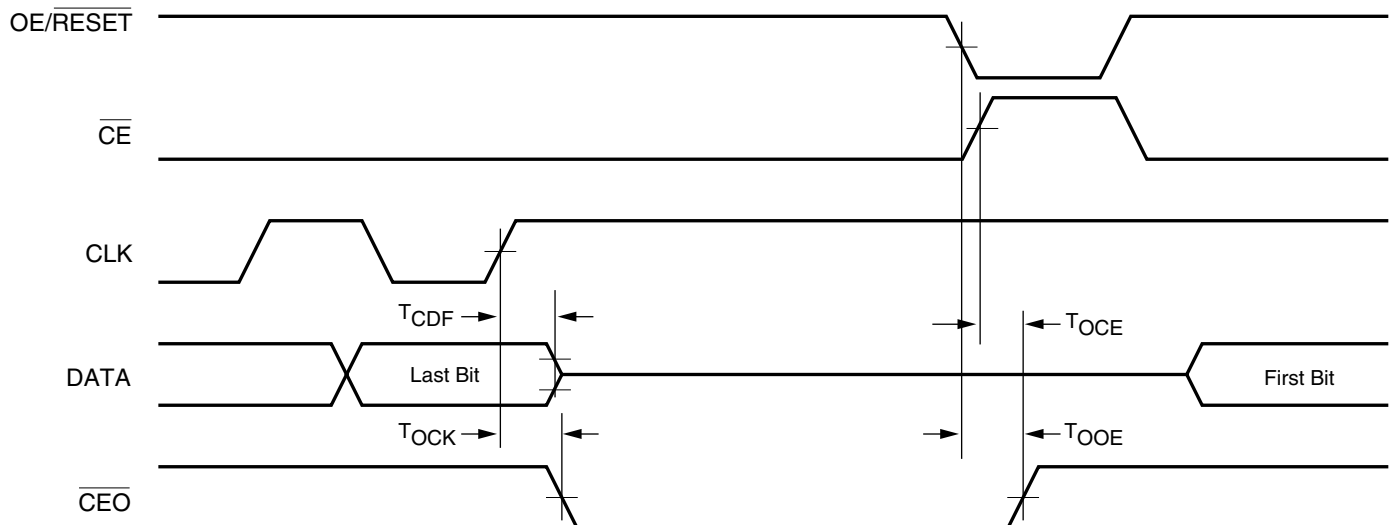 OE/RESET
CE
CLK
TCDF
TOCE
DATA
Last Bit
First Bit
TOCK
TOOE
CEO